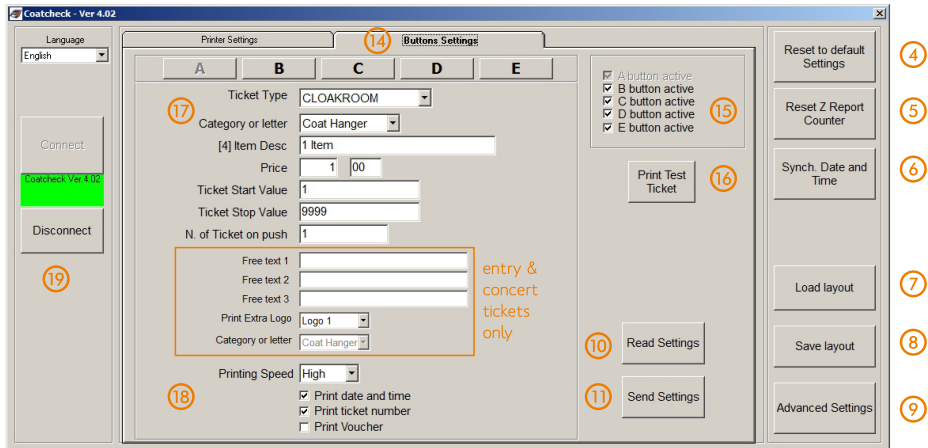 Coatcheck - Ver 4.02
Language
English
Connect
Coatcheck Ver.4.02
Disconnect
19
Printer Settings
14
Buttons Settings
A B C D E
17
Ticket Type CLOAKROOM
Category or letter Coat Hanger
[4] Item Desc 1 Item
Price 1 00
Ticket Start Value 1
Ticket Stop Value 9999
N. of Ticket on push 1
Free text 1
Free text 2
Free text 3
Print Extra Logo Logo 1
Category or letter Coat Hanger
entry &
concert
tickets
only
Printing Speed High
18
Print date and time
Print ticket number
Print Voucher
A button active
B button active
C button active
D button active
E button active
15
Print Test
Ticket
16
10
Read Settings
11
Send Settings
Reset to default
Settings
4
Reset Z Report
Counter
5
Synch. Date and
Time
6
Load layout
7
Save layout
8
Advanced Settings
9